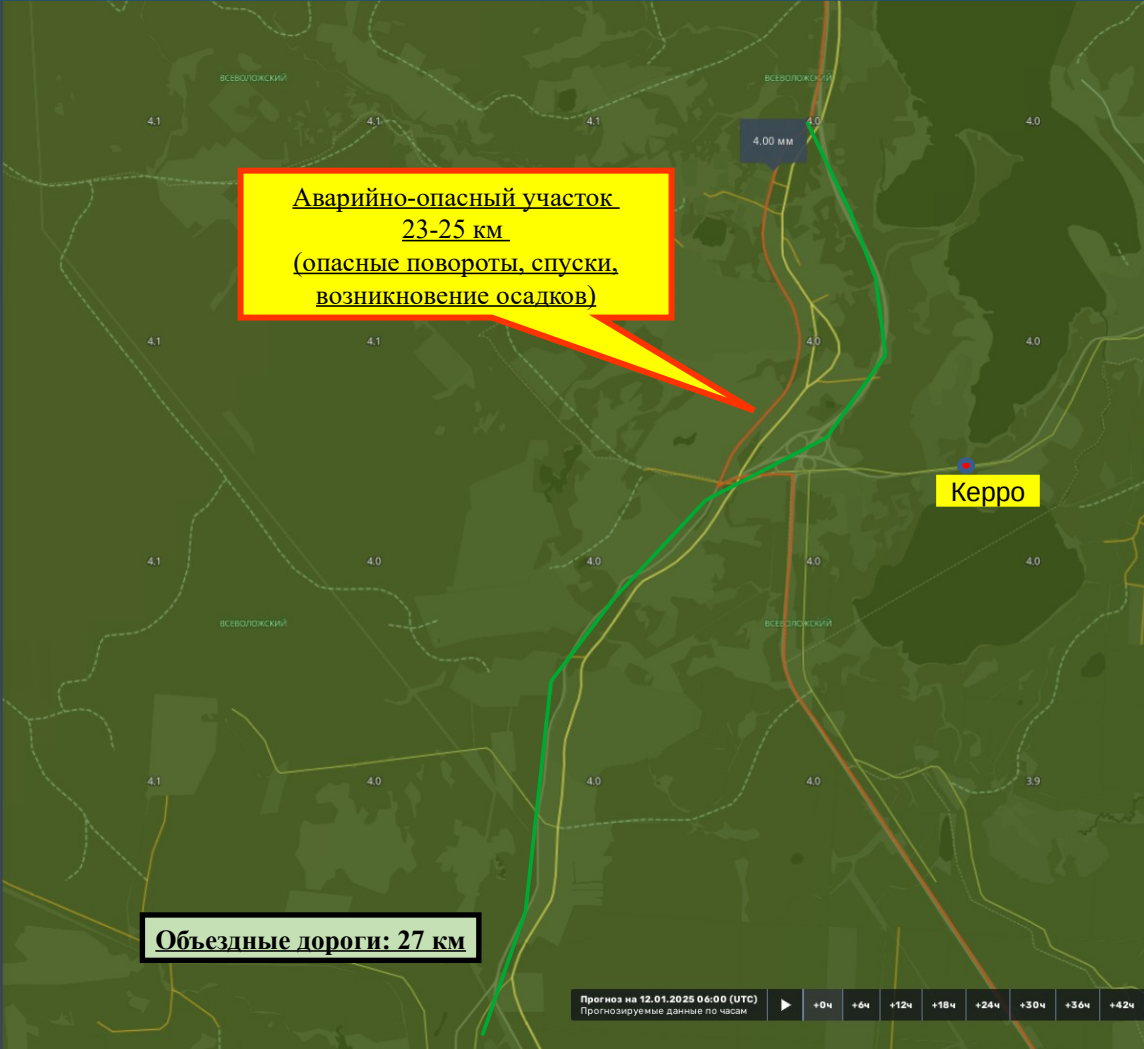 ВСЕВОЛОЖСКИЙ
ВСЕВОЛОЖСКИЙ
4.1
4.1
4.1
4.0
4.0
4.00 мм
Аварийно-опасный участок
23-25 км
(опасные повороты, спуски,
возникновение осадков)
4.1
4.1
4.0
4.0
Керро
4.1
4.0
4.0
4.0
4.0
ВСЕВОЛОЖСКИЙ
ВСЕВОЛОЖСКИЙ
4.1
4.0
4.0
4.0
3.9
Объездные дороги: 27 км
Прогноз на 12.01.2025 06:00 (UTC)
Прогнозируемые данные по часам
+0ч
+6ч
+12ч
+18ч
+24ч
+30ч
+36ч
+42ч